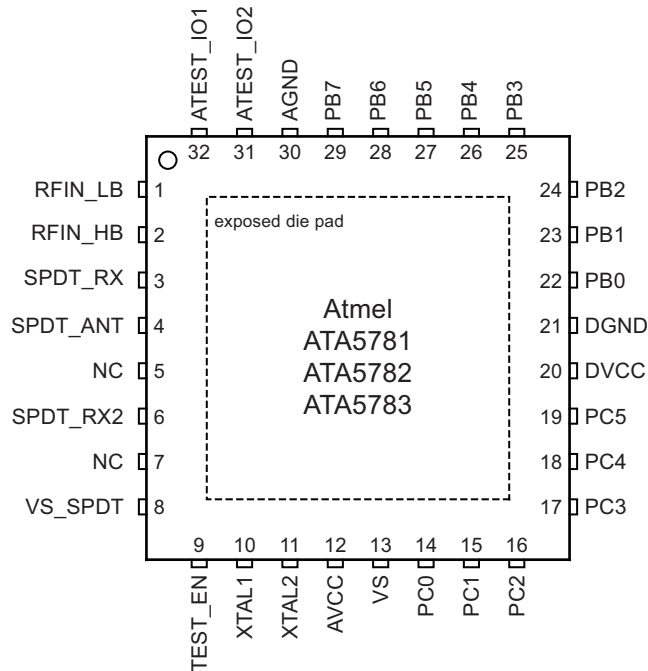 ATEST_IO1
ATEST_IO2
AGND
PB7
PB6
PB5
PB4
PB3
32 31 30 29 28 27 26 25
RFIN_LB 1
RFIN_HB 2
SPDT_RX 3
SPDT_ANT 4
NC 5
SPDT_RX2 6
NC 7
VS_SPDT 8
exposed die pad
Atmel
ATA5781
ATA5782
ATA5783
24 PB2
23 PB1
22 PB0
21 DGND
20 DVCC
19 PC5
18 PC4
17 PC3
9 10 11 12 13 14 15 16
TEST_EN
XTAL1
XTAL2
AVCC
VS
PC0
PC1
PC2